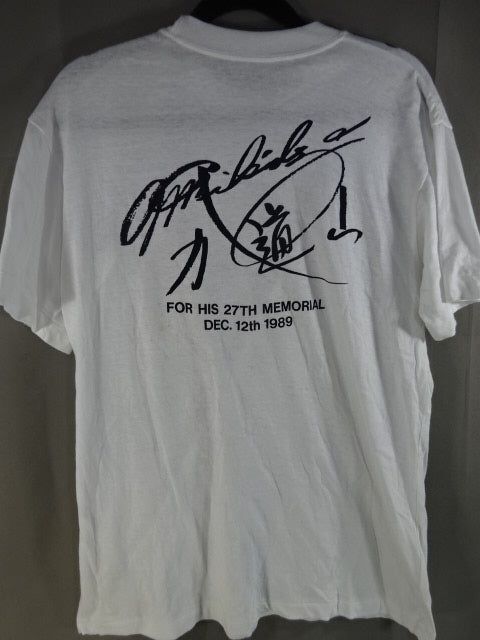 力道山
FOR HIS 27TH MEMORIAL
DEC. 12th 1989